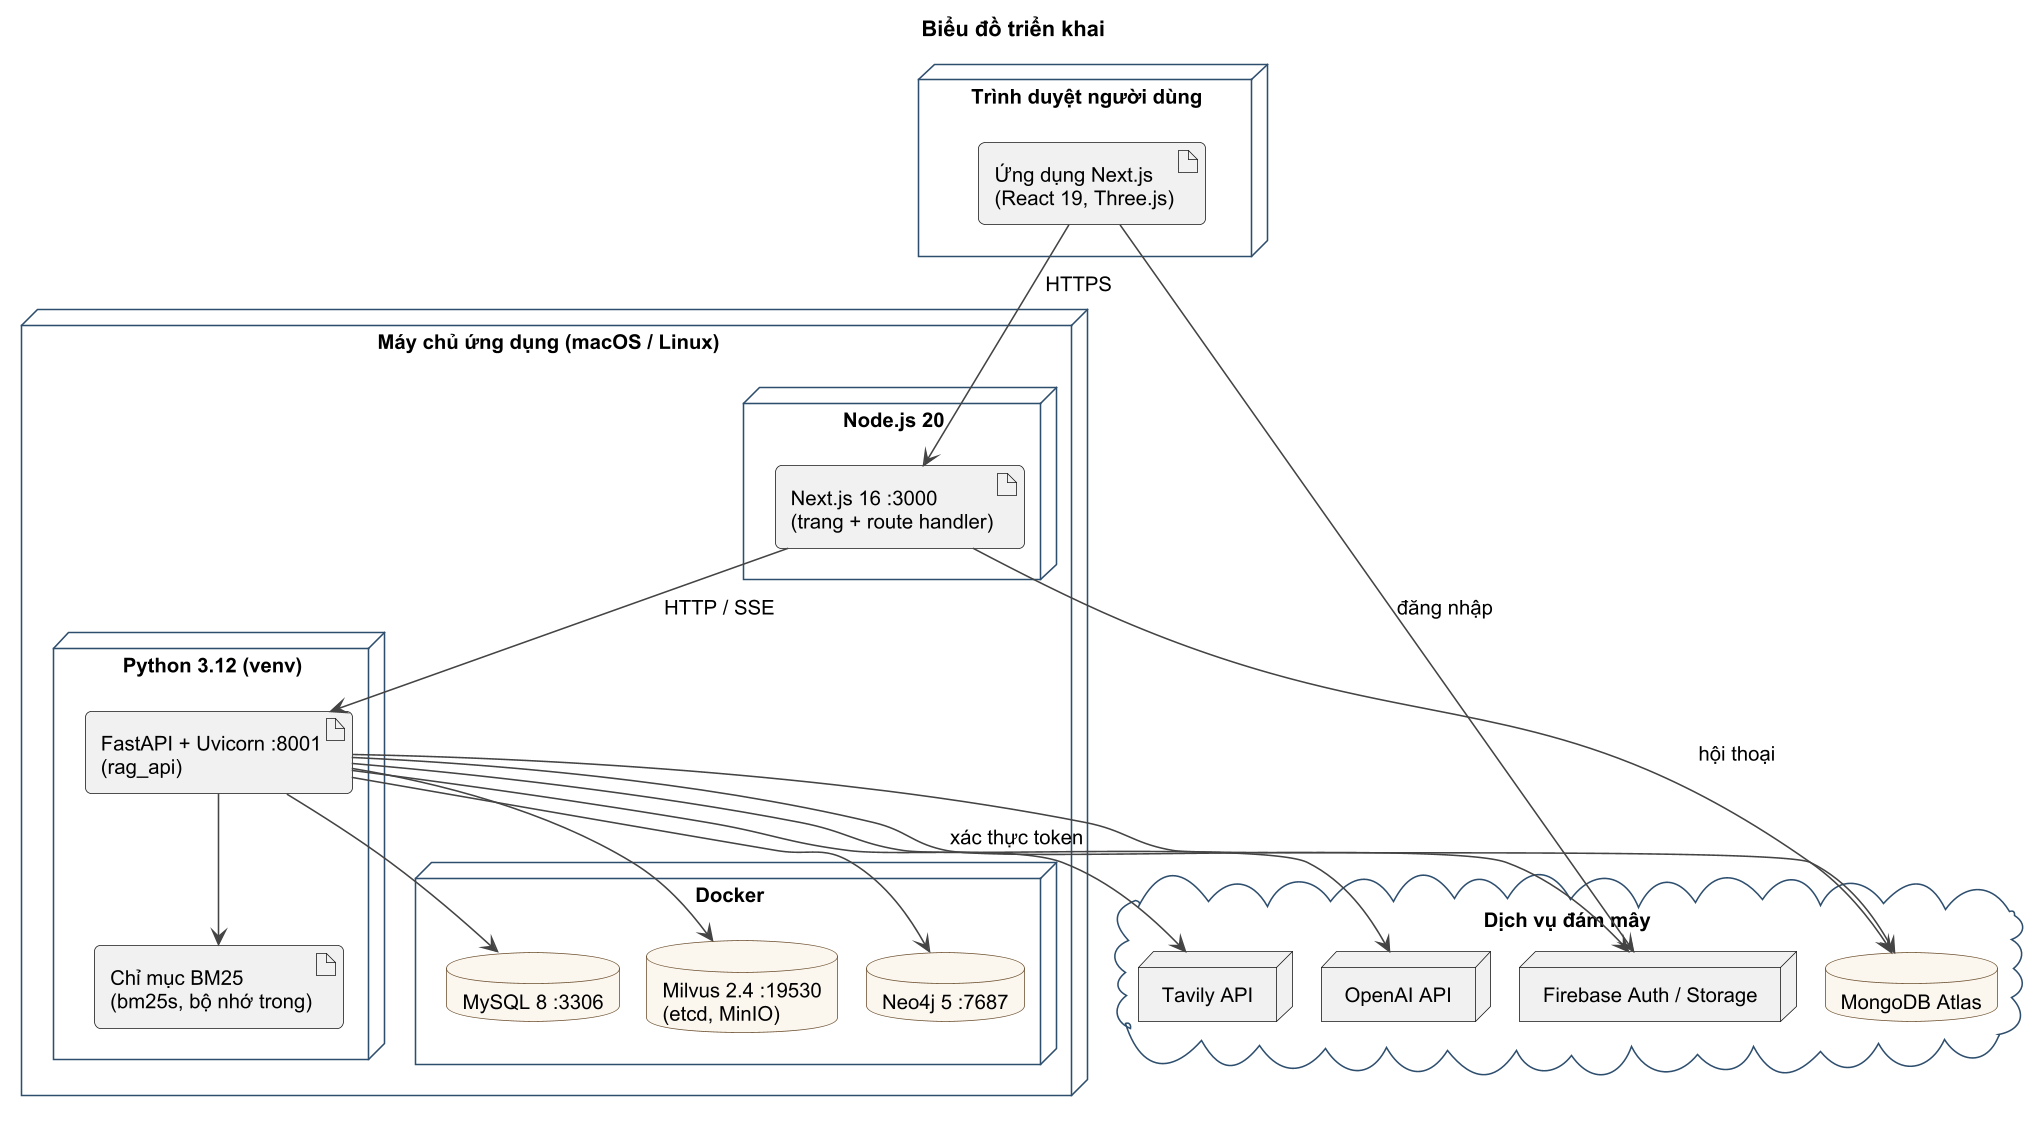 Biểu đồ triển khai
Trình duyệt người dùng
Ứng dụng Next.js
(React 19, Three.js)
HTTPS
Máy chủ ứng dụng (macOS / Linux)
Node.js 20
Next.js 16 :3000
(trang + route handler)
HTTP / SSE
đăng nhập
Python 3.12 (venv)
FastAPI + Uvicorn :8001
(rag_api)
hội thoại
xác thực token
Docker
Dịch vụ đám mây
Chỉ mục BM25
(bm25s, bộ nhớ trong)
MySQL 8 :3306
Milvus 2.4 :19530
(etcd, MinIO)
Neo4j 5 :7687
Tavily API
OpenAI API
Firebase Auth / Storage
MongoDB Atlas